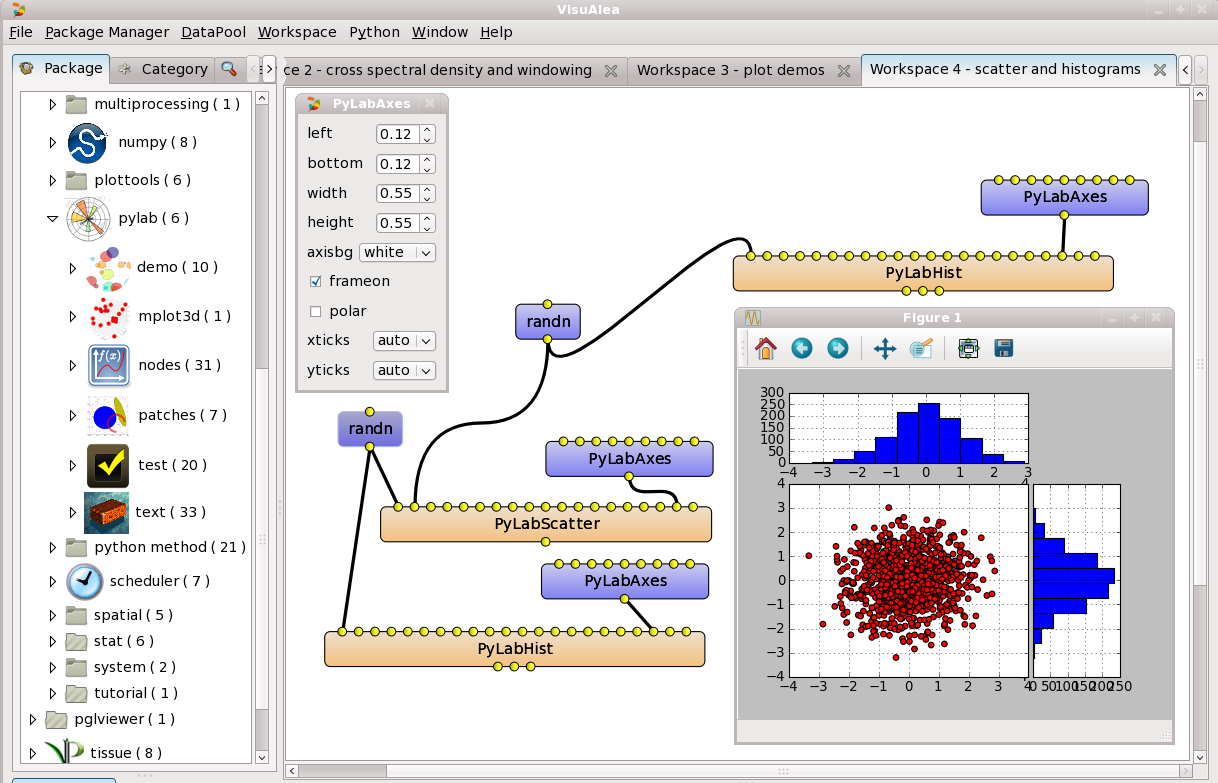 VisuAlea
File Package Manager DataPool Workspace Python Window Help
Package Category
ce 2 - cross spectral density and windowing Workspace 3 - plot demos Workspace 4 - scatter and histograms
multiprocessing ( 1 )
numpy ( 8 )
plottools ( 6 )
pylab ( 6 )
demo ( 10 )
mplot3d ( 1 )
nodes ( 31 )
f(x)
patches ( 7 )
test ( 20 )
text ( 33 )
python method ( 21 )
scheduler ( 7 )
spatial ( 5 )
stat ( 6 )
system ( 2 )
tutorial ( 1 )
pglviewer ( 1 )
tissue ( 8 )
PyLabAxes
left 0.12
bottom 0.12
width 0.55
height 0.55
axisbg white
frameon
polar
xticks auto
yticks auto
PyLabAxes
PyLabHist
randn
randn
PyLabAxes
PyLabScatter
PyLabAxes
PyLabHist
Figure 1
300
250
200
150
100
50
0
−4 −3 −2 −1 0 1 2 3
4
3
2
1
0
−1
−2
−3
−4
−4 −3 −2 −1 0 1 2 3 4
4
0 50 100 150 200 250